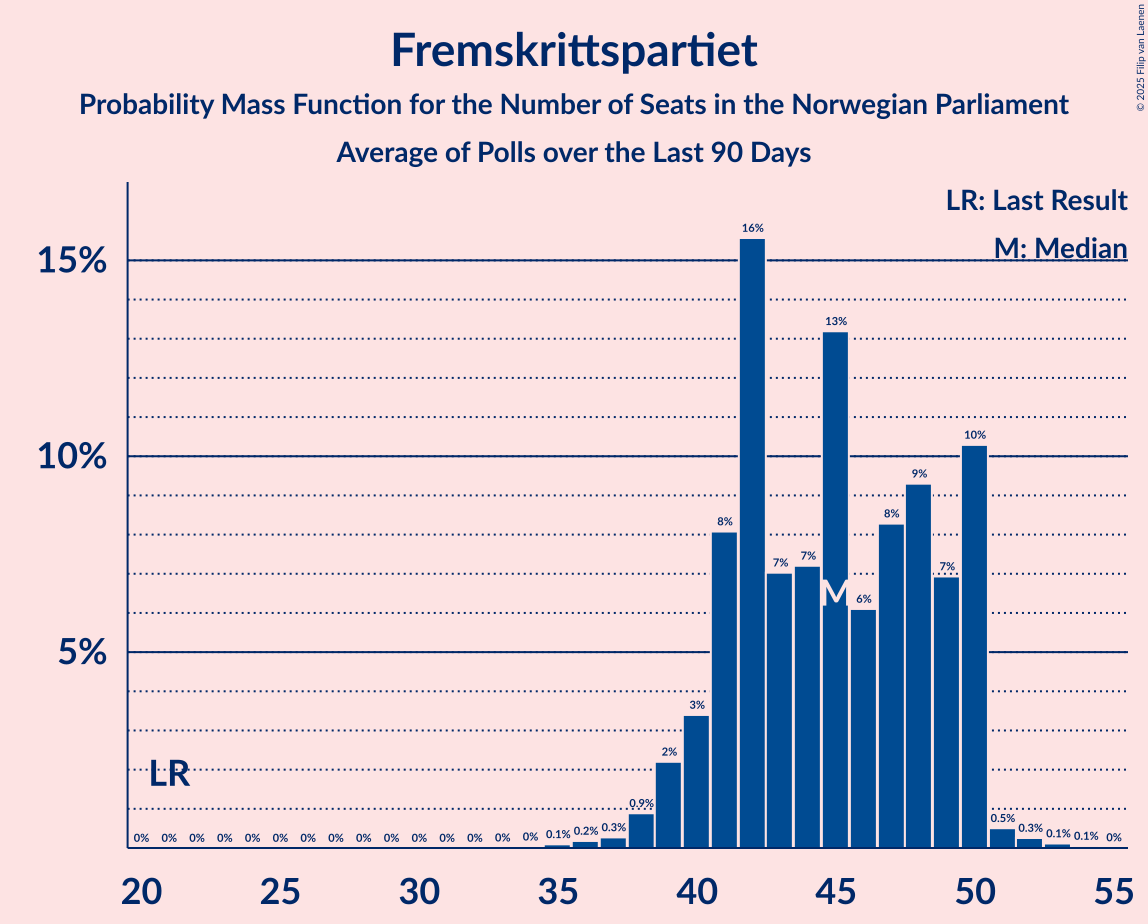 Fremskrittspartiet
Probability Mass Function for the Number of Seats in the Norwegian Parliament
Average of Polls over the Last 90 Days
© 2025 Filip van Laenen
LR: Last Result
M: Median
15%
10%
5%
LR
M
0% 0% 0% 0% 0% 0% 0% 0% 0% 0% 0% 0% 0% 0% 0% 0.1% 0.2% 0.3% 0.9% 2% 3% 8% 16% 7% 7% 13% 6% 8% 9% 7% 10% 0.5% 0.3% 0.1% 0.1% 0%
20 25 30 35 40 45 50 55